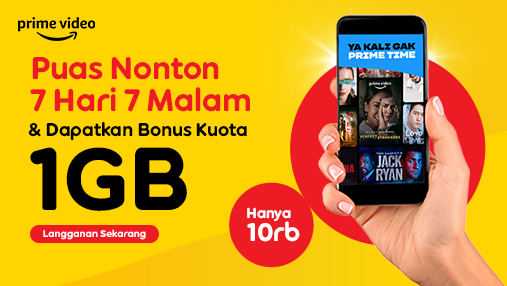 prime video
Puas Nonton
7 Hari 7 Malam
& Dapatkan Bonus Kuota
1GB
Langganan Sekarang
Hanya
10rb
YA KALI GAK
PRIME TIME
prime video
JACK
RYAN